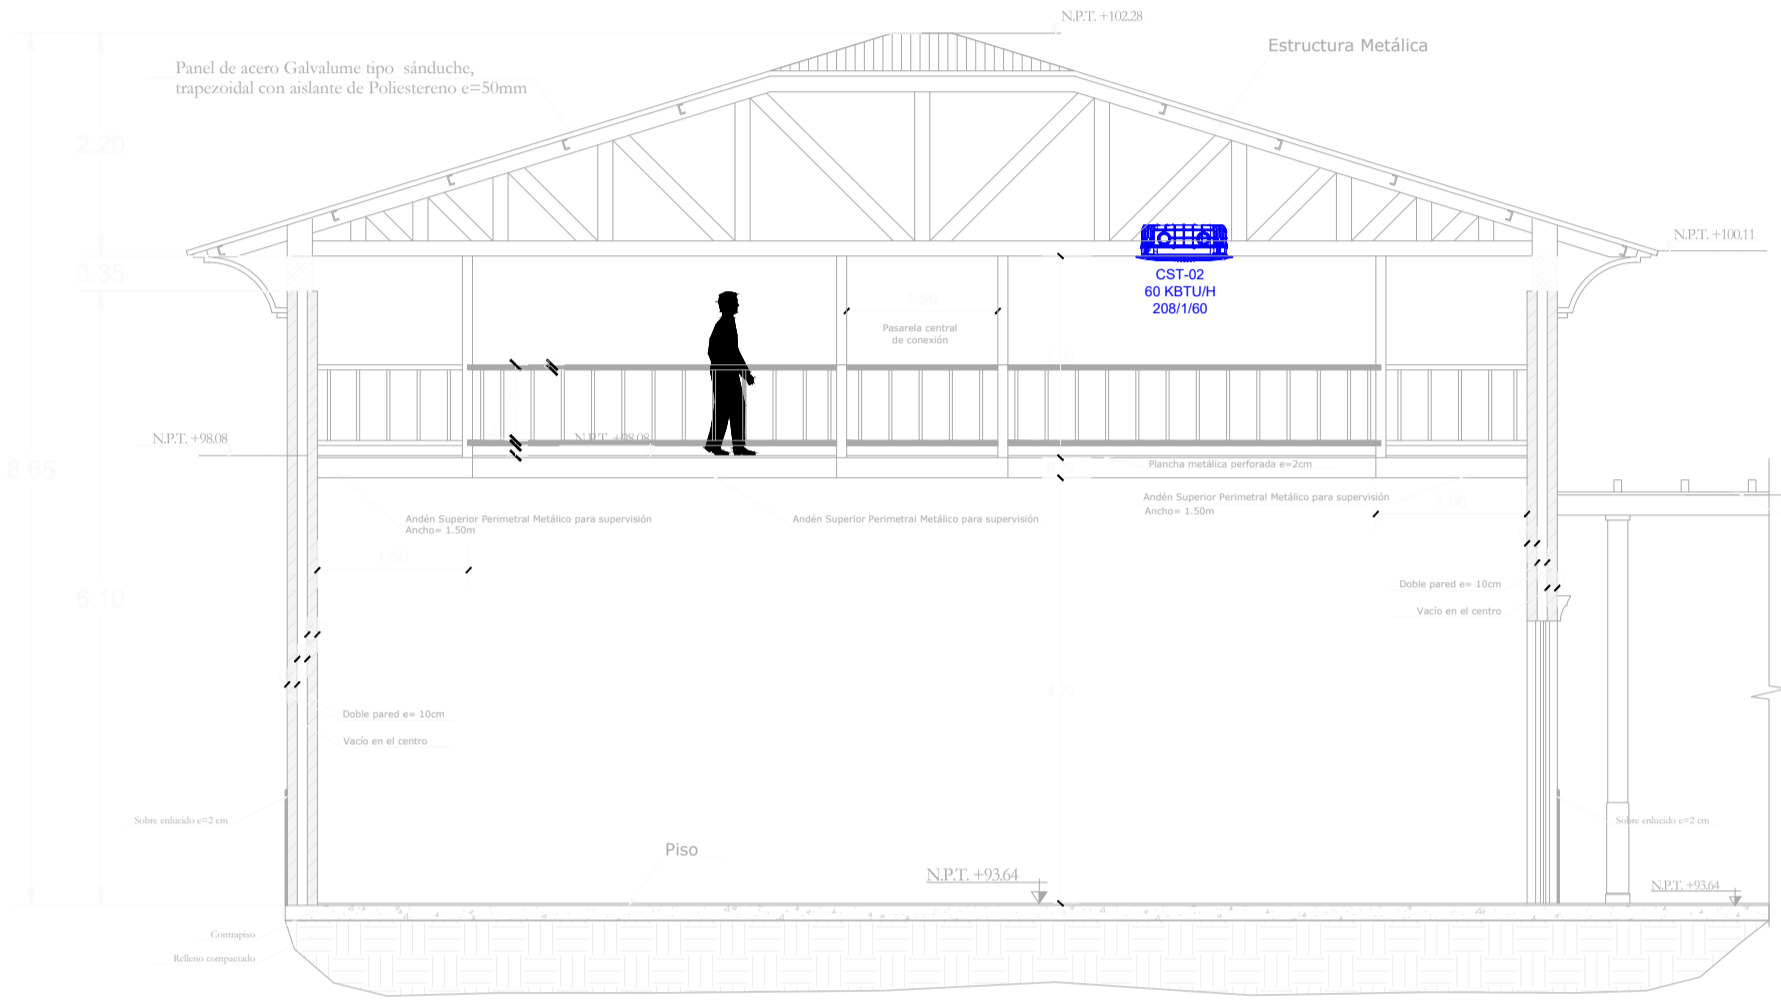 N.P.T. +102.28
Estructura Metálica
Panel de acero Galvalume tipo sánduche,
trapezoidal con aislante de Poliestereno e=50mm
2.20
N.P.T. +100.11
0.35
CST-02
60 KBTU/H
208/1/60
1.50
Pasarela central
de conexión
N.P.T. +98.08
N.P.T. +98.08
8.65
Plancha metálica perforada e=2cm
Andén Superior Perimetral Metálico para supervisión
Ancho= 1.50m
Andén Superior Perimetral Metálico para supervisión
Andén Superior Perimetral Metálico para supervisión
Ancho= 1.50m
1.50
1.50
6.10
Doble pared e= 10cm
Vacío en el centro
Doble pared e= 10cm
Vacío en el centro
Sobre enlucido e=2 cm
Sobre enlucido e=2 cm
Piso
N.P.T. +93.64
N.P.T. +93.64
Contrapiso
Relleno compactado